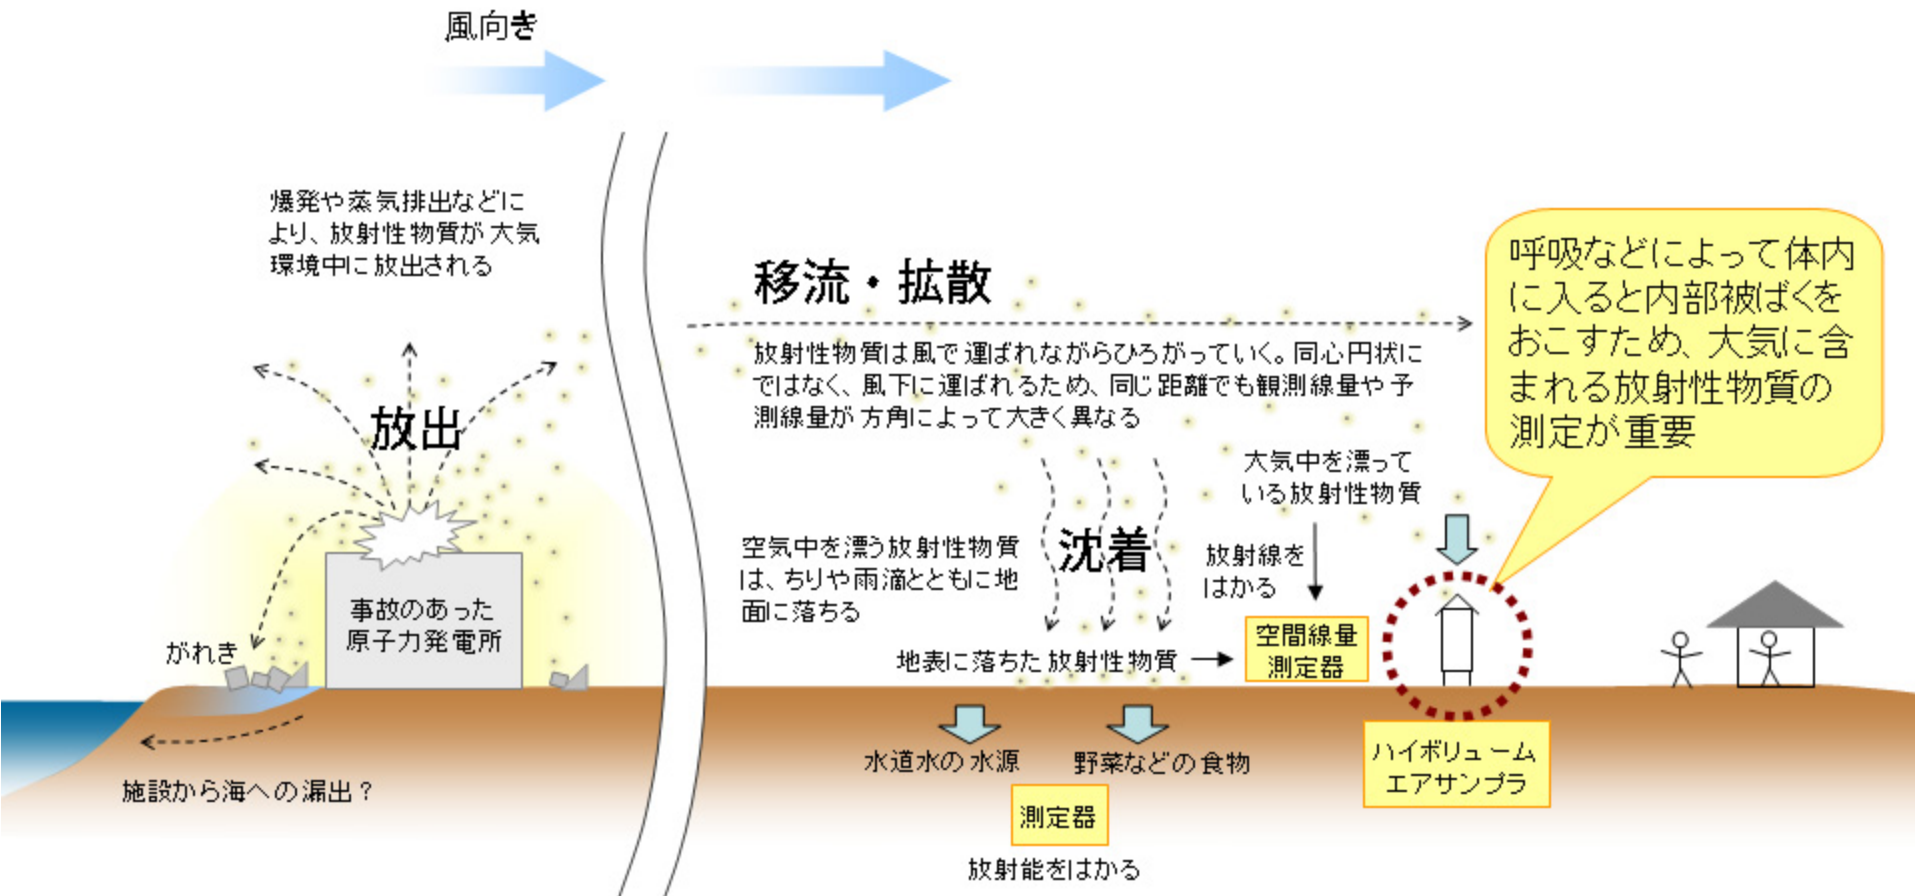 風向き
爆発や蒸気排出などに
より、放射性物質が大気
環境中に放出される
放出
事故のあった
原子力発電所
がれき
施設から海への漏出？
移流・拡散
放射性物質は風で運ばれながらひろがっていく。同心円状に
ではなく、風下に運ばれるため、同じ距離でも観測線量や予
測線量が方角によって大きく異なる
空気中を漂う放射性物質
は、ちりや雨滴とともに地
面に落ちる
沈着
大気中を漂って
いる放射性物質
放射線を
はかる
地表に落ちた放射性物質
空間線量
測定器
呼吸などによって体内
に入ると内部被ばくを
おこすため、大気に含
まれる放射性物質の
測定が重要
ハイボリューム
エアサンプラ
水道水の水源
野菜などの食物
測定器
放射能をはかる